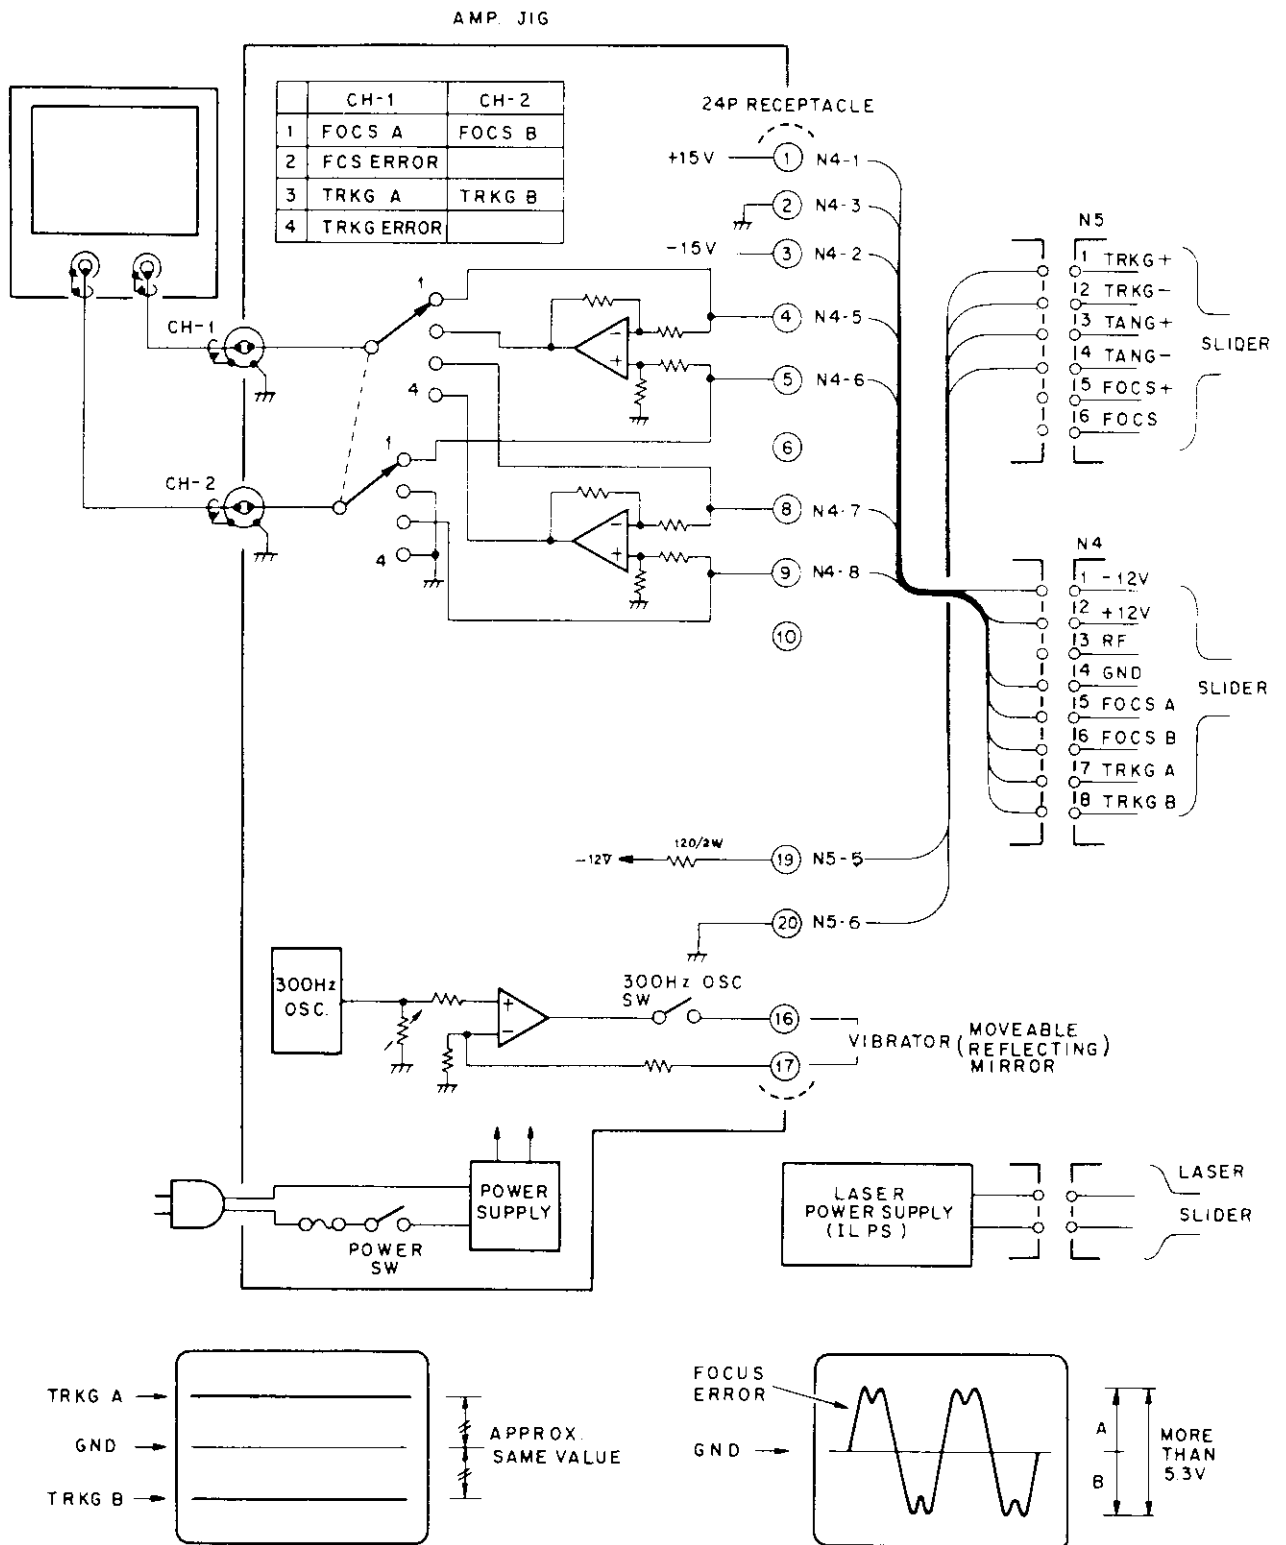 AMP. JIG
CH-1 CH-2
1 FOCS A FOCS B
2 FCS ERROR
3 TRKG A TRKG B
4 TRKG ERROR
24P RECEPTACLE
+15V 1 N4-1
2 N4-3
-15V 3 N4-2
4 N4-5
5 N4-6
6
8 N4-7
9 N4-8
10
CH-1
1
4
CH-2
1
4
N5
1 TRKG+
2 TRKG-
3 TANG+
4 TANG-
5 FOCS+
6 FOCS
SLIDER
N4
1 -12V
2 +12V
3 RF
4 GND
5 FOCS A
6 FOCS B
7 TRKG A
8 TRKG B
SLIDER
-12V 120/2W 19 N5-5
20 N5-6
300Hz
OSC.
300Hz OSC
SW
16
17
VIBRATOR (MOVEABLE
REFLECTING)
MIRROR
POWER
SUPPLY
POWER
SW
LASER
POWER SUPPLY
(ILPS)
LASER
SLIDER
TRKG A
GND
TRKG B
APPROX.
SAME VALUE
FOCUS
ERROR
GND
A
B
MORE
THAN
5.3V
+
-